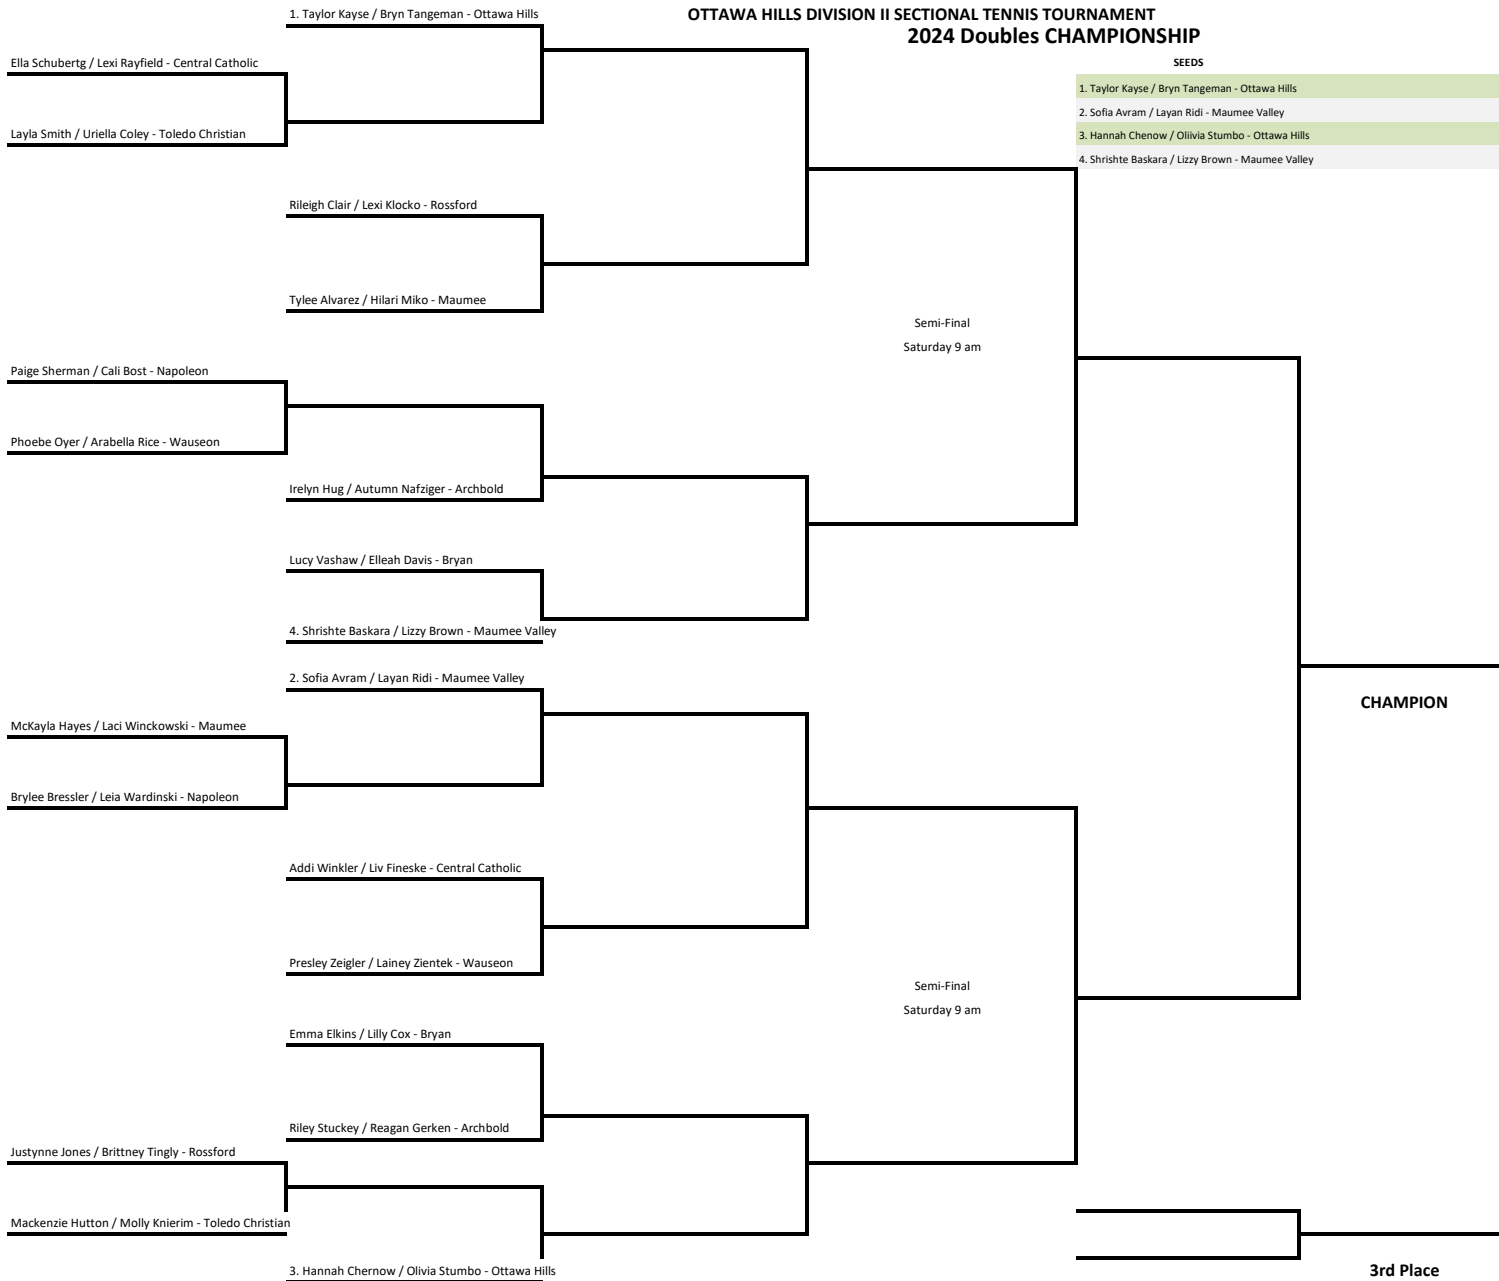 1. Taylor Kayse / Bryn Tangeman - Ottawa Hills
OTTAWA HILLS DIVISION II SECTIONAL TENNIS TOURNAMENT
2024 Doubles CHAMPIONSHIP
Ella Schubertg / Lexi Rayfield - Central Catholic
SEEDS
1. Taylor Kayse / Bryn Tangeman - Ottawa Hills
2. Sofia Avram / Layan Ridi - Maumee Valley
Layla Smith / Uriella Coley - Toledo Christian
3. Hannah Chenow / Oliivia Stumbo - Ottawa Hills
4. Shrishte Baskara / Lizzy Brown - Maumee Valley
Rileigh Clair / Lexi Klocko - Rossford
Tylee Alvarez / Hilari Miko - Maumee
Semi-Final
Saturday 9 am
Paige Sherman / Cali Bost - Napoleon
Phoebe Oyer / Arabella Rice - Wauseon
Irelyn Hug / Autumn Nafziger - Archbold
Lucy Vashaw / Elleah Davis - Bryan
4. Shrishte Baskara / Lizzy Brown - Maumee Valley
2. Sofia Avram / Layan Ridi - Maumee Valley
CHAMPION
McKayla Hayes / Laci Winckowski - Maumee
Brylee Bressler / Leia Wardinski - Napoleon
Addi Winkler / Liv Fineske - Central Catholic
Presley Zeigler / Lainey Zientek - Wauseon
Semi-Final
Saturday 9 am
Emma Elkins / Lilly Cox - Bryan
Riley Stuckey / Reagan Gerken - Archbold
Justynne Jones / Brittney Tingly - Rossford
Mackenzie Hutton / Molly Knierim - Toledo Christian
3. Hannah Chernow / Olivia Stumbo - Ottawa Hills
3rd Place